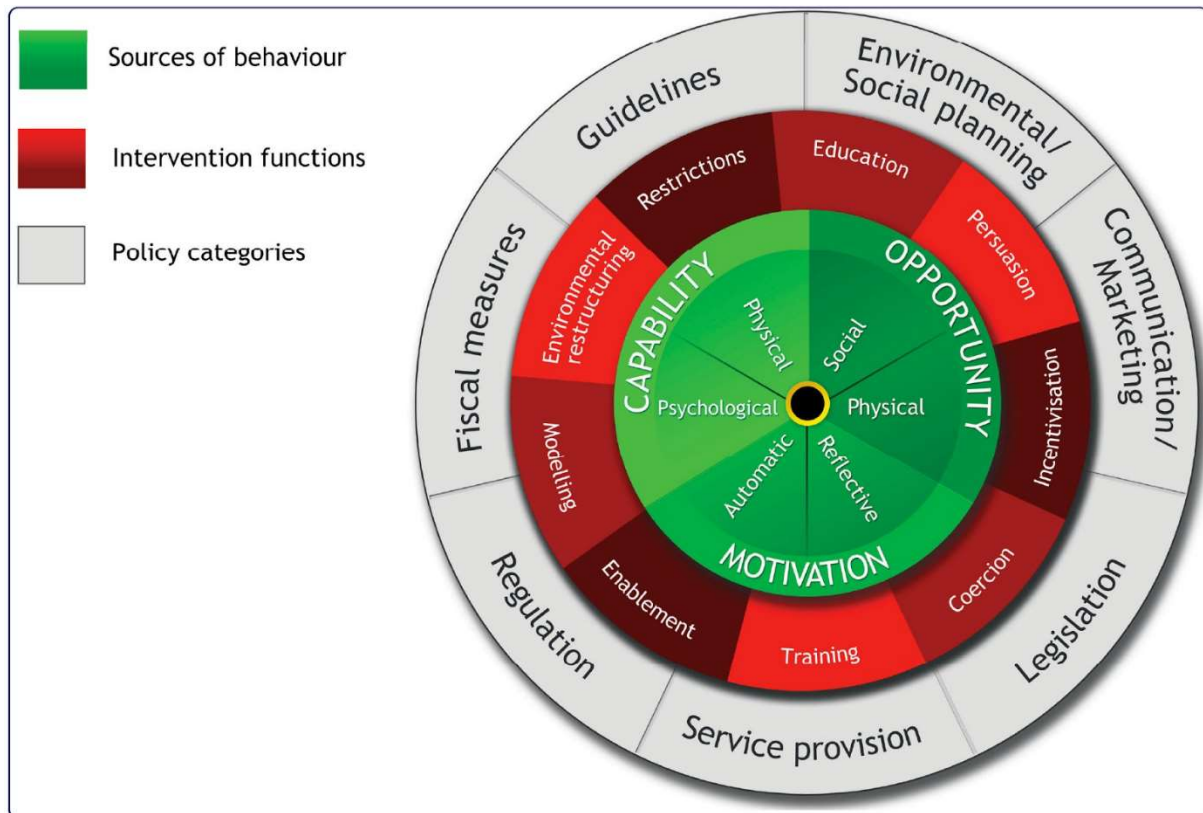 Sources of behaviour
Intervention functions
Policy categories
Guidelines
Environmental/
Social planning
Communication/
Marketing
Legislation
Service provision
Regulation
Fiscal measures
Restrictions
Education
Persuasion
Incentivisation
Coercion
Training
Enablement
Modelling
Environmental
restructuring
CAPABILITY
OPPORTUNITY
MOTIVATION
Physical
Social
Physical
Reflective
Automatic
Psychological